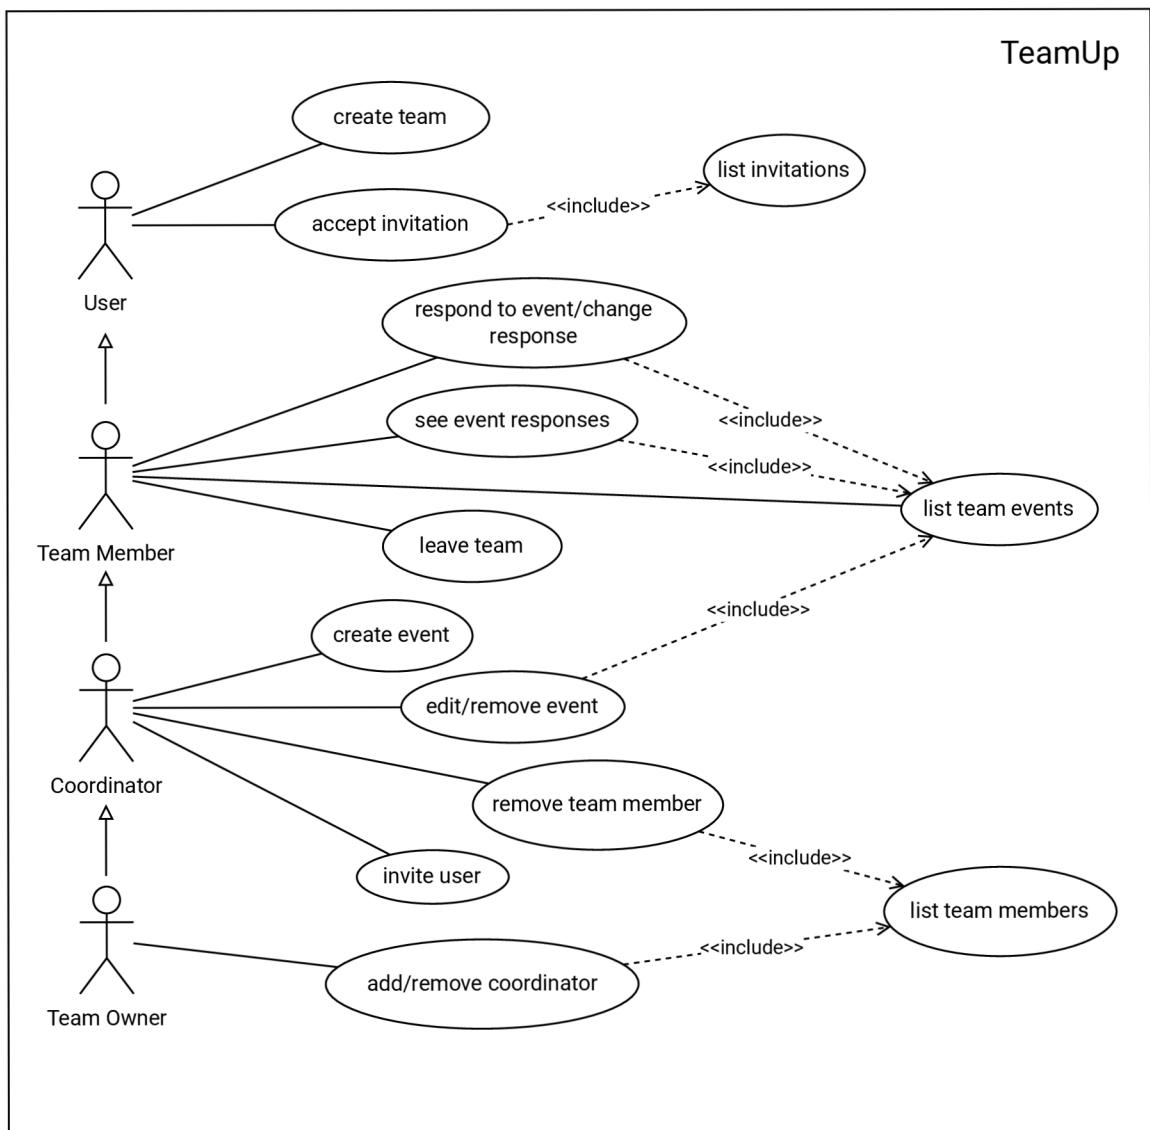 TeamUp
create team
list invitations
<<include>>
accept invitation
User
respond to event/change
response
see event responses
<<include>>
<<include>>
list team events
leave team
Team Member
<<include>>
create event
edit/remove event
Coordinator
remove team member
<<include>>
invite user
list team members
<<include>>
add/remove coordinator
Team Owner